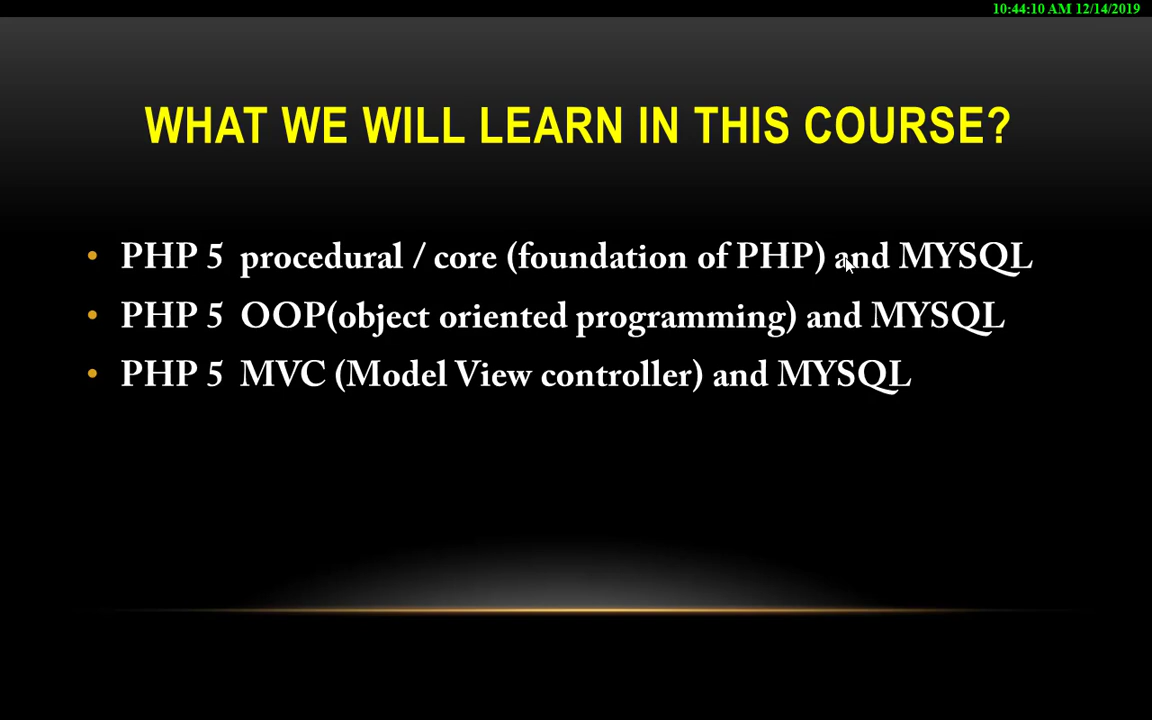 10:44:10 AM 12/14/2019
WHAT WE WILL LEARN IN THIS COURSE?
• PHP 5 procedural / core (foundation of PHP) and MYSQL
• PHP 5 OOP(object oriented programming) and MYSQL
• PHP 5 MVC (Model View controller) and MYSQL